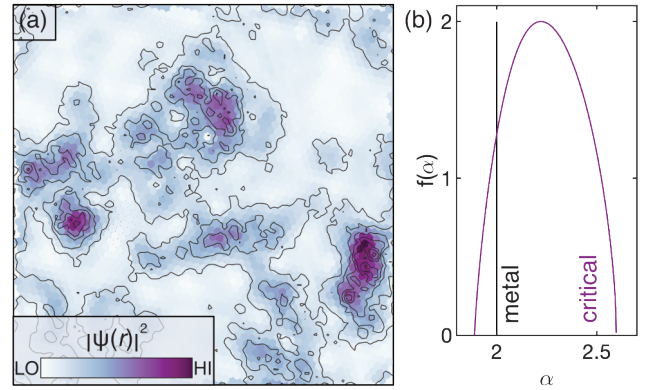 (a)
|ψ(r)|²
LO
HI
(b)
f(α)
2
1
0
metal
critical
2
2.5
α